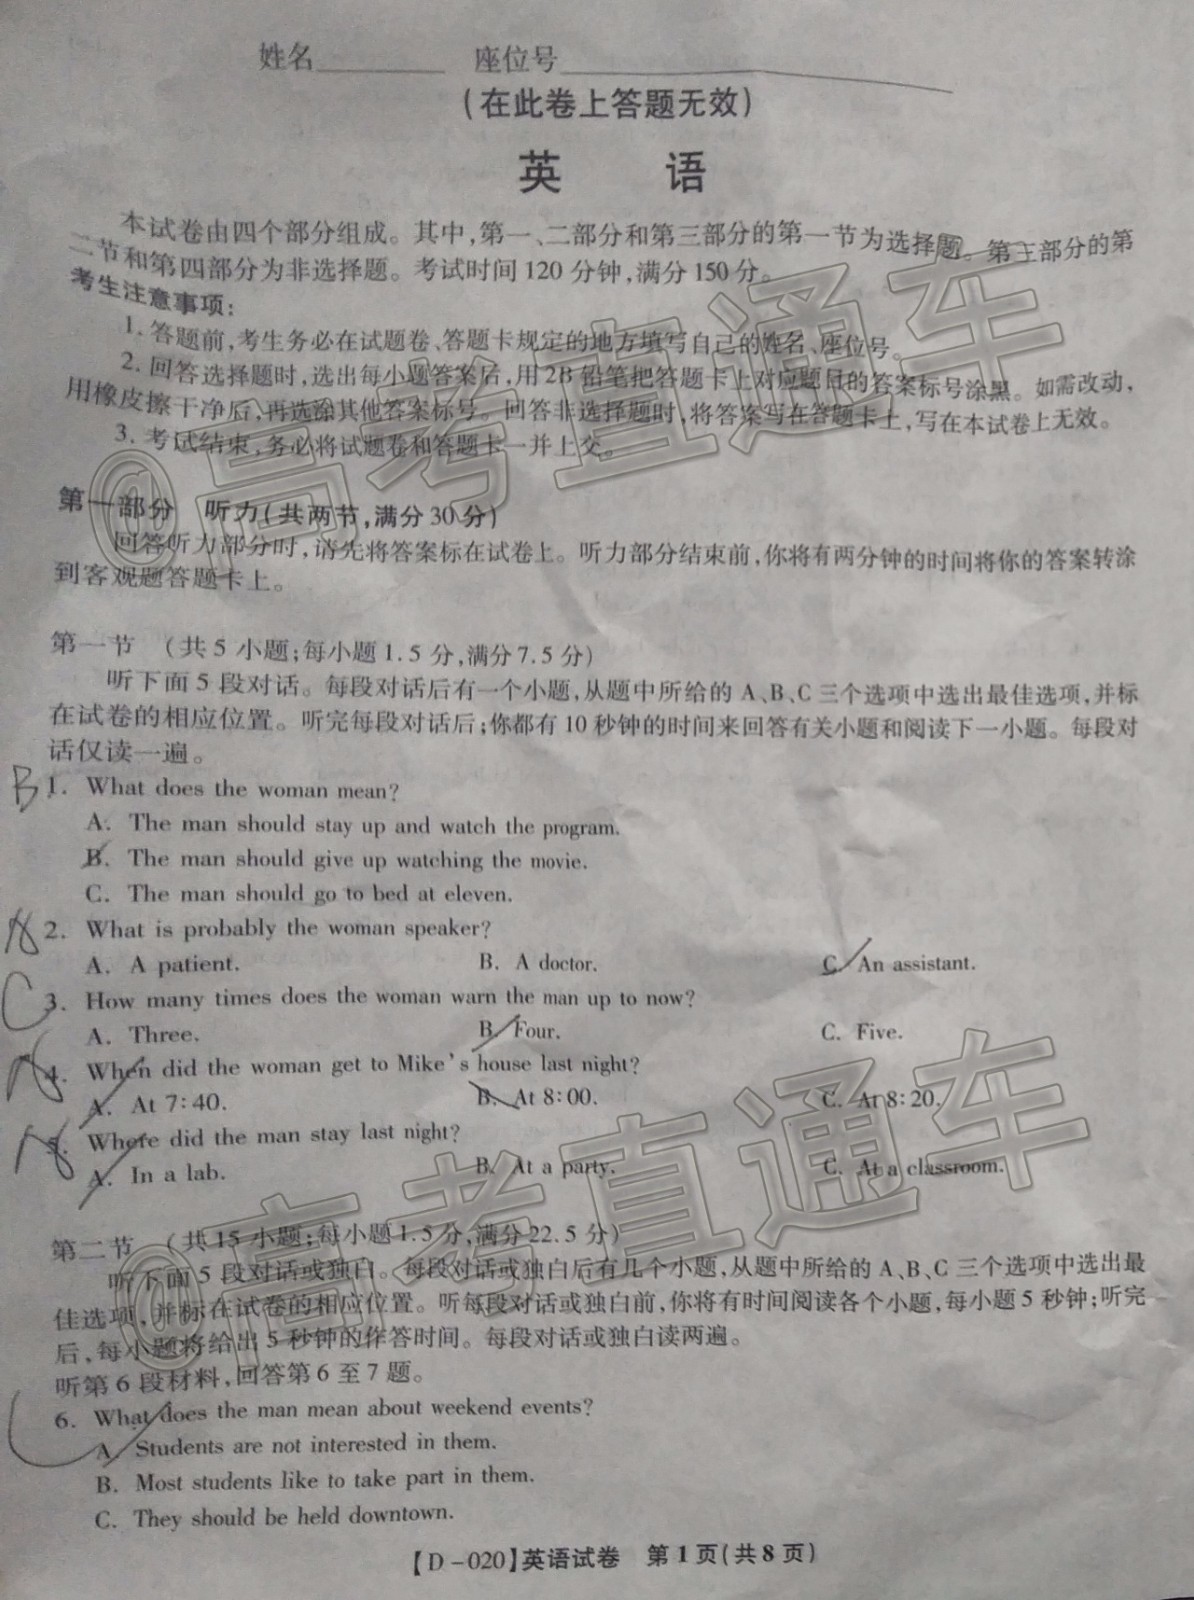 姓名 座位号
(在此卷上答题无效)
英 语
本试卷由四个部分组成。其中,第一、二部分和第三部分的第一节为选择题。第三部分的第
二节和第四部分为非选择题。考试时间120分钟,满分150分。
考生注意事项:
1. 答题前,考生务必在试题卷、答题卡规定的地方填写自己的姓名、座位号。
2. 回答选择题时,选出每小题答案后,用2B铅笔把答题卡上对应题目的答案标号涂黑。如需改动,
用橡皮擦干净后,再选涂其他答案标号。回答非选择题时,将答案写在答题卡上,写在本试卷上无效。
3. 考试结束,务必将试题卷和答题卡一并上交。
@高考直通车
第一部分 听力(共两节,满分30分)
回答听力部分时,请先将答案标在试卷上。听力部分结束前,你将有两分钟的时间将你的答案转涂
到客观题答题卡上。
第一节 (共5小题;每小题1.5分,满分7.5分)
听下面5段对话。每段对话后有一个小题,从题中所给的A、B、C三个选项中选出最佳选项,并标
在试卷的相应位置。听完每段对话后;你都有10秒钟的时间来回答有关小题和阅读下一小题。每段对
话仅读一遍。
B 1. What does the woman mean?
A. The man should stay up and watch the program.
B. The man should give up watching the movie.
C. The man should go to bed at eleven.
A 2. What is probably the woman speaker?
A. A patient. B. A doctor. C. An assistant.
C 3. How many times does the woman warn the man up to now?
A. Three. B. Four. C. Five.
A 4. When did the woman get to Mike's house last night?
A. At 7:40. B. At 8:00. C. At 8:20.
A 5. Where did the man stay last night?
A. In a lab. B. At a party. C. At a classroom.
@高考直通车
第二节 (共15小题;每小题1.5分,满分22.5分)
听下面5段对话或独白。每段对话或独白后有几个小题,从题中所给的A、B、C三个选项中选出最
佳选项,并标在试卷的相应位置。听每段对话或独白前,你将有时间阅读各个小题,每小题5秒钟;听完
后,每小题将给出5秒钟的作答时间。每段对话或独白读两遍。
听第6段材料,回答第6至7题。
C 6. What does the man mean about weekend events?
A. Students are not interested in them.
B. Most students like to take part in them.
C. They should be held downtown.
【D-020】英语试卷 第1页(共8页)